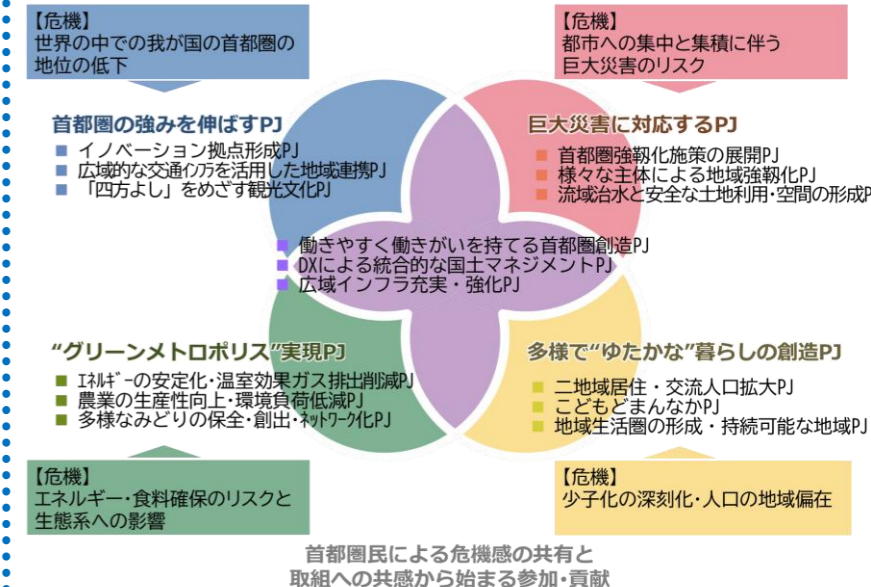 【危機】
世界の中での我が国の首都圏の
地位の低下
【危機】
都市への集中と集積に伴う
巨大災害のリスク
首都圏の強みを伸ばすPJ
■ イノベーション拠点形成PJ
■ 広域的な交通ｲﾝﾌﾗを活用した地域連携PJ
■ 「四方よし」をめざす観光文化PJ
巨大災害に対応するPJ
■ 首都圏強靱化施策の展開PJ
■ 様々な主体による地域強靱化PJ
■ 流域治水と安全な土地利用・空間の形成P
■ 働きやすく働きがいを持てる首都圏創造PJ
■ DXによる統合的な国土マネジメントPJ
■ 広域インフラ充実・強化PJ
“グリーンメトロポリス”実現PJ
■ ｴﾈﾙｷﾞｰの安定化・温室効果ガス排出削減PJ
■ 農業の生産性向上・環境負荷低減PJ
■ 多様なみどりの保全・創出・ﾈｯﾄﾜｰｸ化PJ
多様で“ゆたかな”暮らしの創造PJ
■ 二地域居住・交流人口拡大PJ
■ こどもどまんなかPJ
■ 地域生活圏の形成・持続可能な地域PJ
【危機】
エネルギー・食料確保のリスクと
生態系への影響
【危機】
少子化の深刻化・人口の地域偏在
首都圏民による危機感の共有と
取組への共感から始まる参加・貢献